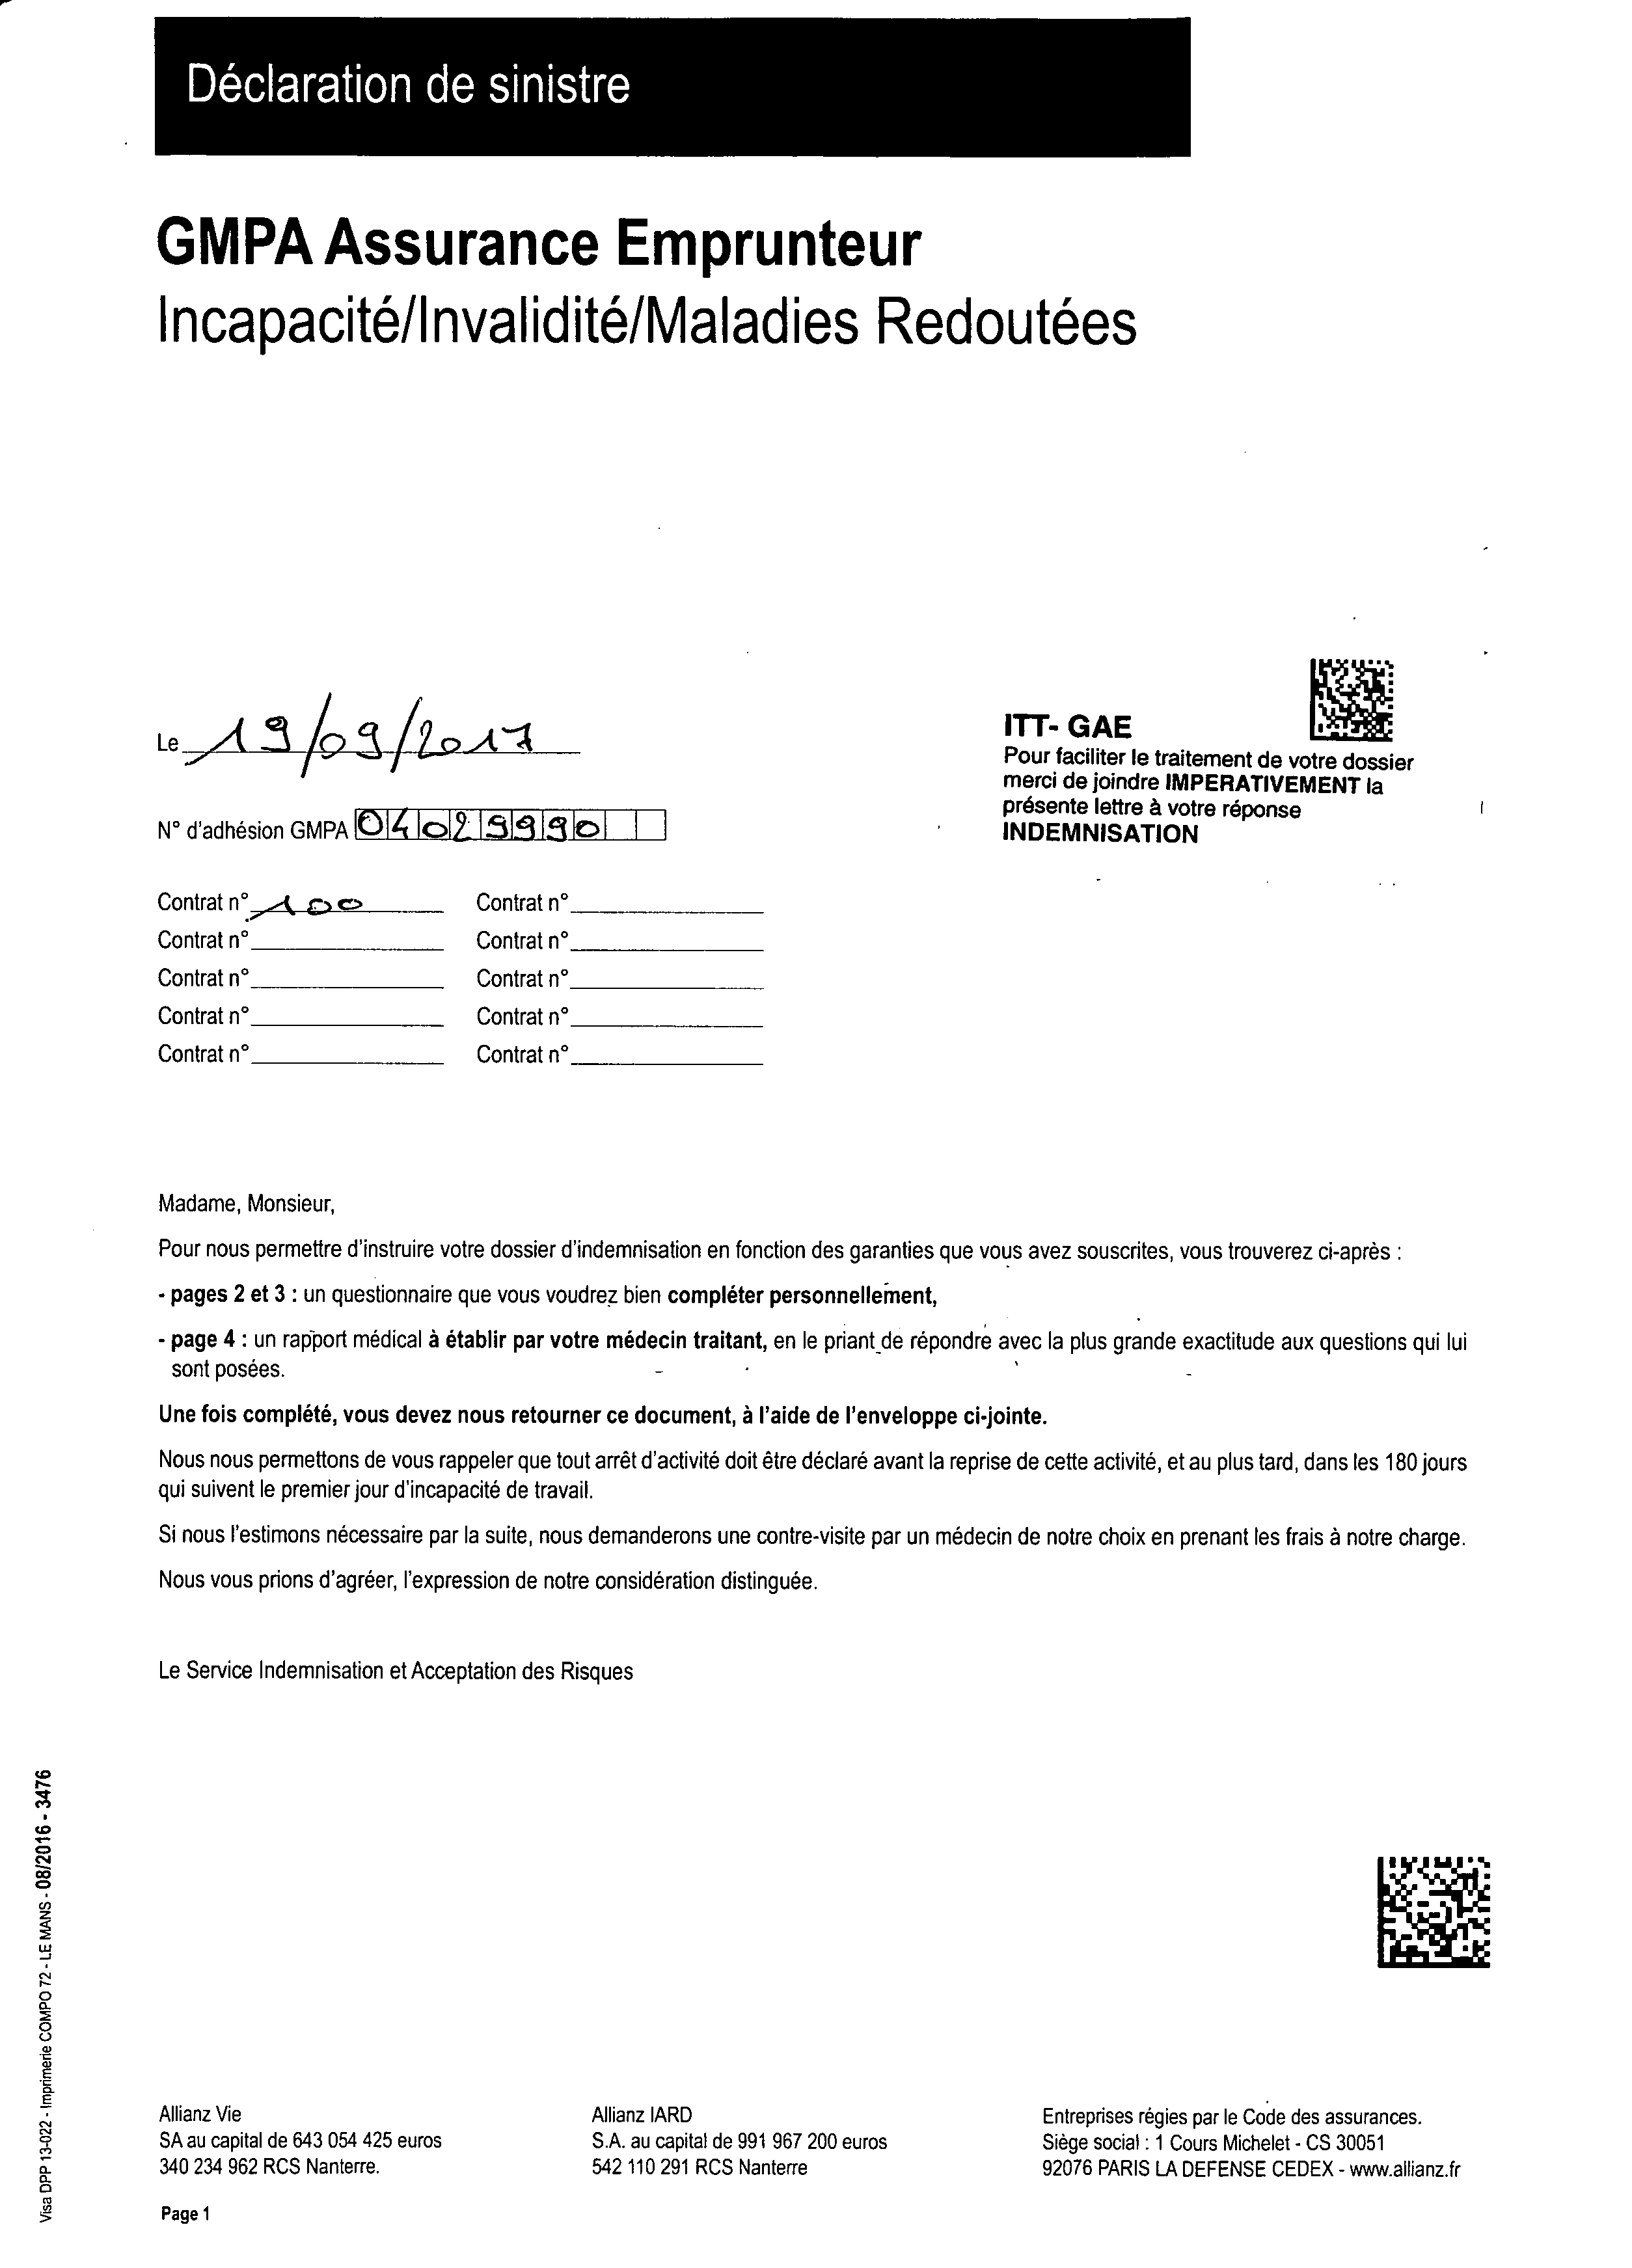 Déclaration de sinistre
GMPA Assurance Emprunteur
Incapacité/Invalidité/Maladies Redoutées
Le 19/09/2017
ITT- GAE
Pour faciliter le traitement de votre dossier
merci de joindre IMPERATIVEMENT la
présente lettre à votre réponse
INDEMNISATION
N° d'adhésion GMPA 04029990
Contrat n° 100 Contrat n°
Contrat n° Contrat n°
Contrat n° Contrat n°
Contrat n° Contrat n°
Contrat n° Contrat n°
Madame, Monsieur,
Pour nous permettre d'instruire votre dossier d'indemnisation en fonction des garanties que vous avez souscrites, vous trouverez ci-après :
- pages 2 et 3 : un questionnaire que vous voudrez bien compléter personnellement,
- page 4 : un rapport médical à établir par votre médecin traitant, en le priant de répondre avec la plus grande exactitude aux questions qui lui
sont posées.
Une fois complété, vous devez nous retourner ce document, à l'aide de l'enveloppe ci-jointe.
Nous nous permettons de vous rappeler que tout arrêt d'activité doit être déclaré avant la reprise de cette activité, et au plus tard, dans les 180 jours
qui suivent le premier jour d'incapacité de travail.
Si nous l'estimons nécessaire par la suite, nous demanderons une contre-visite par un médecin de notre choix en prenant les frais à notre charge.
Nous vous prions d'agréer, l'expression de notre considération distinguée.
Le Service Indemnisation et Acceptation des Risques
Visa DPP 13-022 - Imprimerie COMPO 72 - LE MANS - 08/2016 - 3476
Allianz Vie
SA au capital de 643 054 425 euros
340 234 962 RCS Nanterre.
Allianz IARD
S.A. au capital de 991 967 200 euros
542 110 291 RCS Nanterre
Entreprises régies par le Code des assurances.
Siège social : 1 Cours Michelet - CS 30051
92076 PARIS LA DEFENSE CEDEX - www.allianz.fr
Page 1